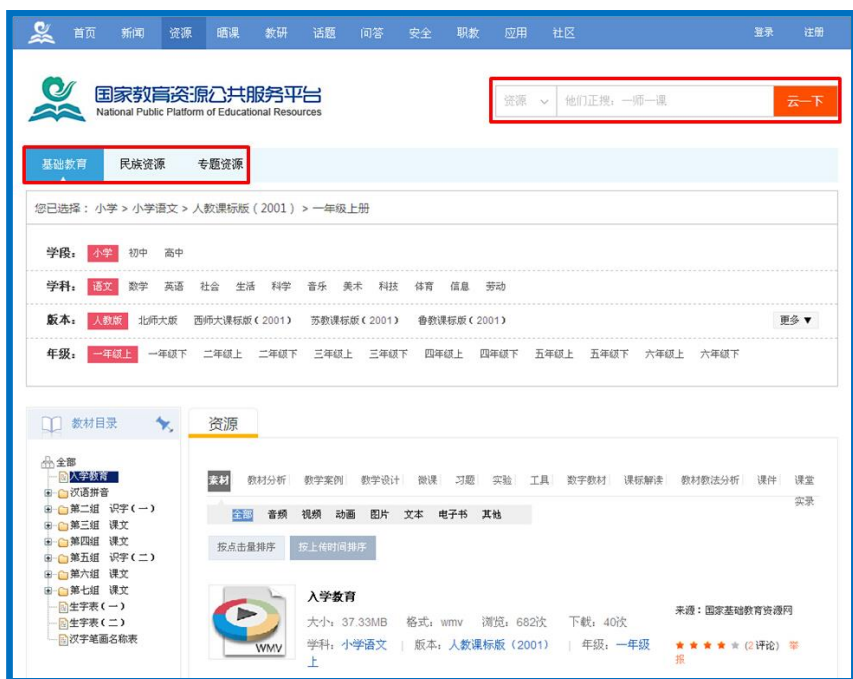 首页 新闻 资源 晒课 教研 话题 问答 安全 职教 应用 社区 登录 注册
国家教育资源公共服务平台
National Public Platform of Educational Resources
资源 他们正搜：一师一课 云一下
基础教育 民族资源 专题资源
您已选择：小学 > 小学语文 > 人教课标版（2001）> 一年级上册
学段： 小学 初中 高中
学科： 语文 数学 英语 社会 生活 科学 音乐 美术 科技 体育 信息 劳动
版本： 人教版 北师大版 西师大课标版(2001) 苏教课标版(2001) 鲁教课标版(2001) 更多▼
年级： 一年级上 一年级下 二年级上 二年级下 三年级上 三年级下 四年级上 四年级下 五年级上 五年级下 六年级上 六年级下
教材目录
全部
入学教育
汉语拼音
第二组 识字(一)
第三组 课文
第四组 课文
第五组 识字(二)
第六组 课文
第七组 课文
生字表(一)
生字表(二)
汉字笔画名称表
资源
素材 教材分析 教学案例 教学设计 微课 习题 实验 工具 数字教材 课标解读 教材教法分析 课件 课堂
实录
全部 音频 视频 动画 图片 文本 电子书 其他
按点击量排序 按上传时间排序
WMV
入学教育
大小：37.33MB 格式：wmv 浏览：682次 下载：40次
学科：小学语文 | 版本：人教课标版（2001） | 年级：一年级
上
来源：国家基础教育资源网
★★★★★ (2评论) 举
报